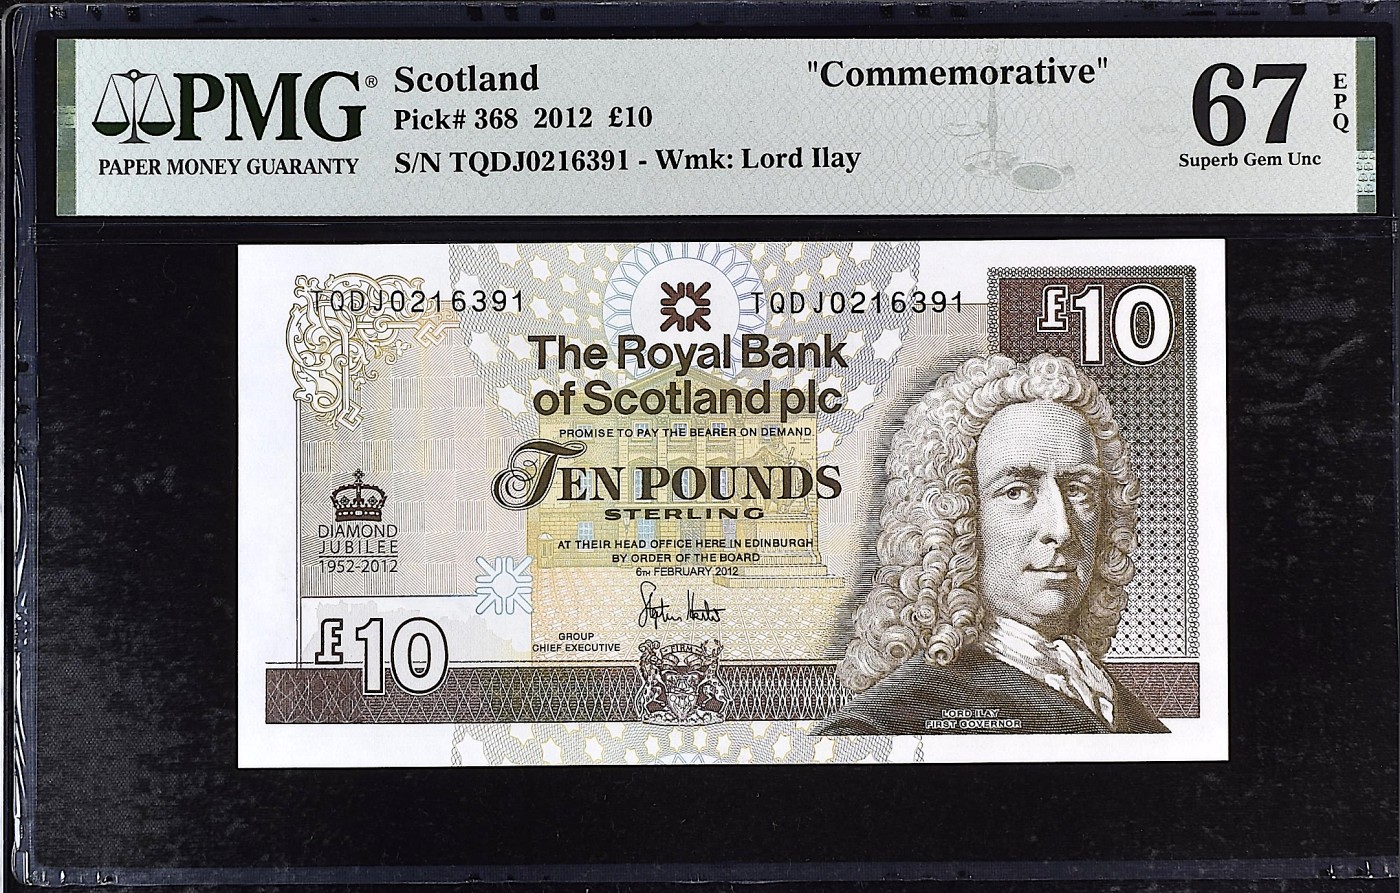 PMG®
PAPER MONEY GUARANTY
Scotland
Pick# 368 2012 £10
S/N TQDJ0216391 - Wmk: Lord Ilay
"Commemorative"
67
EPQ
Superb Gem Unc
TQDJ0216391
TQDJ0216391
£10
The Royal Bank
of Scotland plc
PROMISE TO PAY THE BEARER ON DEMAND
TEN POUNDS
STERLING
AT THEIR HEAD OFFICE HERE IN EDINBURGH
BY ORDER OF THE BOARD
6TH FEBRUARY 2012
DIAMOND
JUBILEE
1952-2012
£10
GROUP
CHIEF EXECUTIVE
FIRM
LORD ILAY
FIRST GOVERNOR